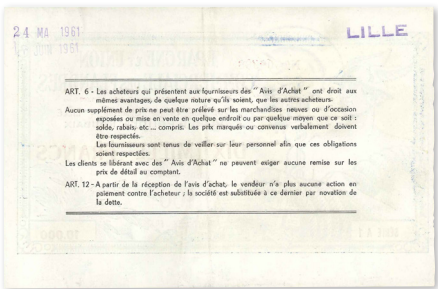 24 MA 1961
LILLE
1961
ART. 6 - Les acheteurs qui présentent aux fournisseurs des "Avis d'Achat" ont droit aux
mêmes avantages, de quelque nature qu'ils soient, que les autres acheteurs.
Aucun supplément de prix ne peut être prélevé sur les marchandises neuves ou d'occasion
exposées ou mise en vente en quelque endroit ou par quelque moyen que ce soit :
solde, rabais, etc... compris. Les prix marqués ou convenus verbalement doivent
être respectés.
Les fournisseurs sont tenus de veiller sur leur personnel afin que ces obligations
soient respectées.
Les clients se libérant avec des "Avis d'Achat" ne peuvent exiger aucune remise sur les
prix de détail au comptant.
ART. 12 - A partir de la réception de l'avis d'achat, le vendeur n'a plus aucune action en
paiement contre l'acheteur ; la société est substituée à ce dernier par novation de
la dette.
10.000